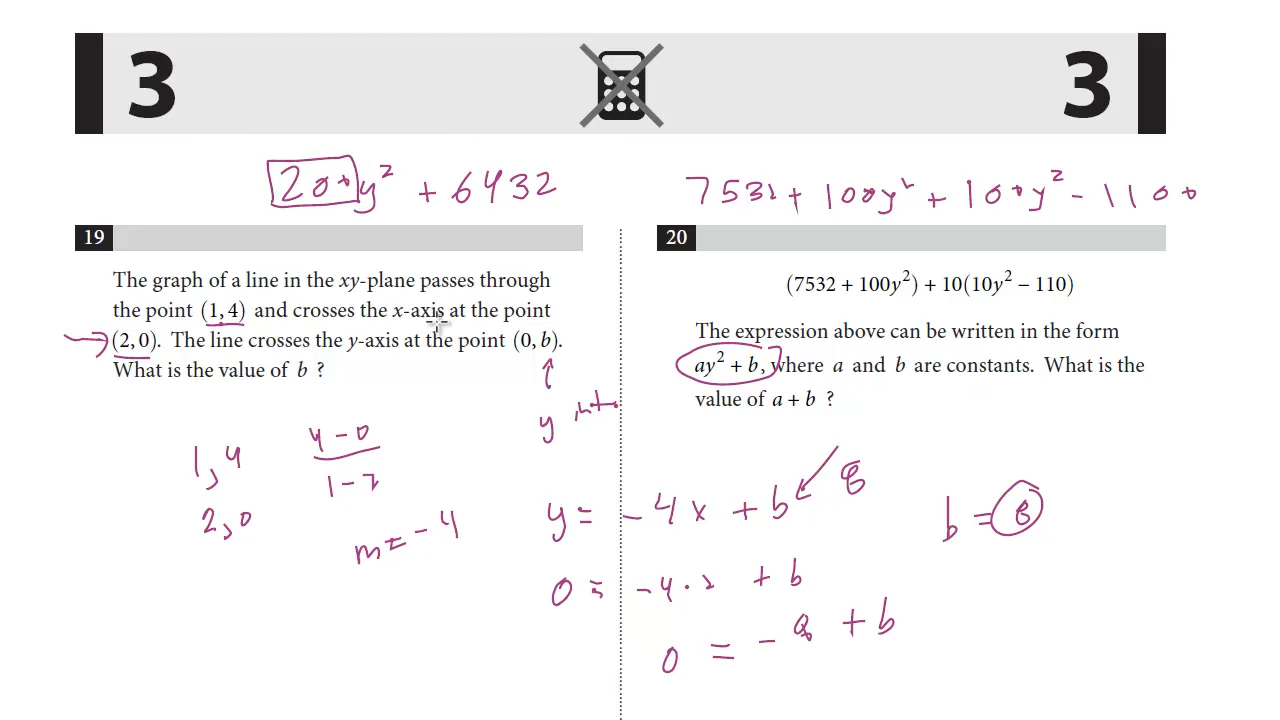 3 3
200y² + 6432
7532 + 100y² + 100y² - 1100
19
The graph of a line in the xy-plane passes through
the point (1, 4) and crosses the x-axis at the point
(2, 0). The line crosses the y-axis at the point (0, b).
What is the value of b ?
y int.
1, 4
2, 0
4 - 0
1 - 2
m = - 4
20
(7532 + 100y²) + 10(10y² − 110)
The expression above can be written in the form
ay² + b, where a and b are constants. What is the
value of a + b ?
y = - 4x + b 8
0 = - 4 · 2 + b
0 = - 8 + b
b = 8